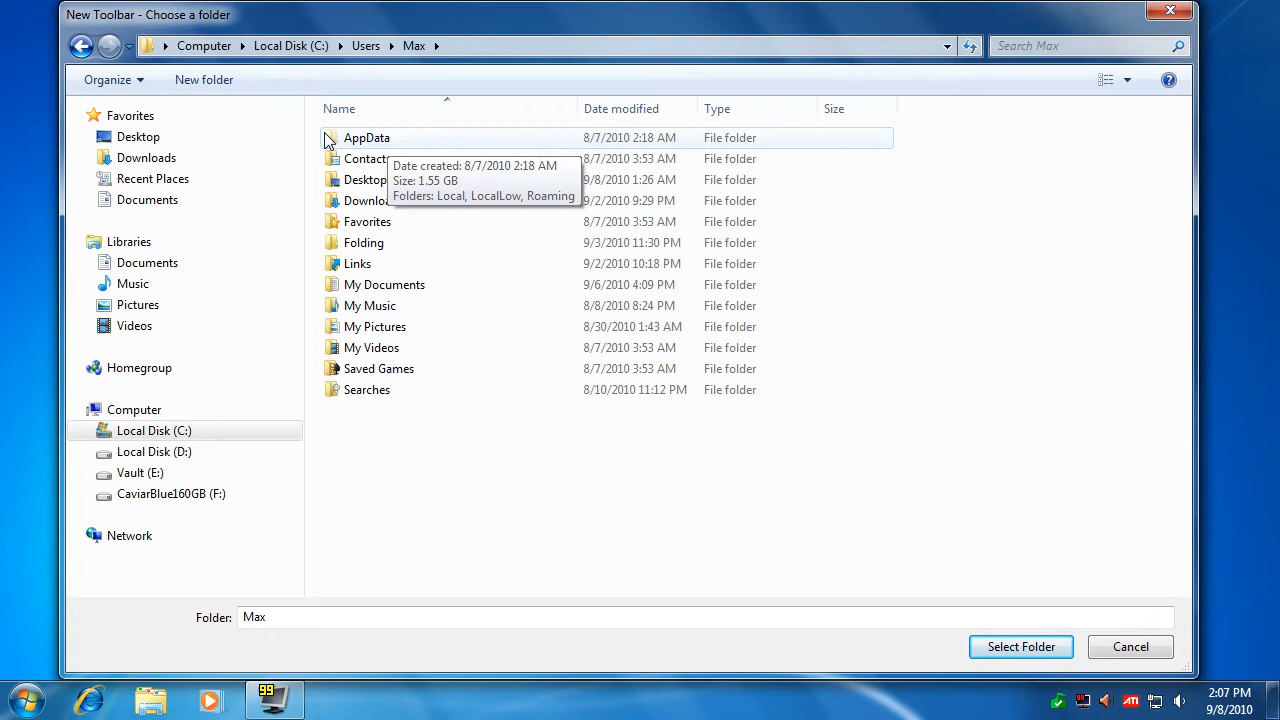 New Toolbar - Choose a folder
Computer Local Disk (C:) Users Max
Search Max
Organize New folder
Name Date modified Type Size
Favorites
Desktop
Downloads
Recent Places
Documents
Libraries
Documents
Music
Pictures
Videos
Homegroup
Computer
Local Disk (C:)
Local Disk (D:)
Vault (E:)
CaviarBlue160GB (F:)
Network
AppData 8/7/2010 2:18 AM File folder
Contact 8/7/2010 3:53 AM File folder
Desktop 9/8/2010 1:26 AM File folder
Downloa 9/2/2010 9:29 PM File folder
Favorites 8/7/2010 3:53 AM File folder
Folding 9/3/2010 11:30 PM File folder
Links 9/2/2010 10:18 PM File folder
My Documents 9/6/2010 4:09 PM File folder
My Music 8/8/2010 8:24 PM File folder
My Pictures 8/30/2010 1:43 AM File folder
My Videos 8/7/2010 3:53 AM File folder
Saved Games 8/7/2010 3:53 AM File folder
Searches 8/10/2010 11:12 PM File folder
Date created: 8/7/2010 2:18 AM
Size: 1.55 GB
Folders: Local, LocalLow, Roaming
Folder: Max
Select Folder Cancel
99
ATI
2:07 PM
9/8/2010